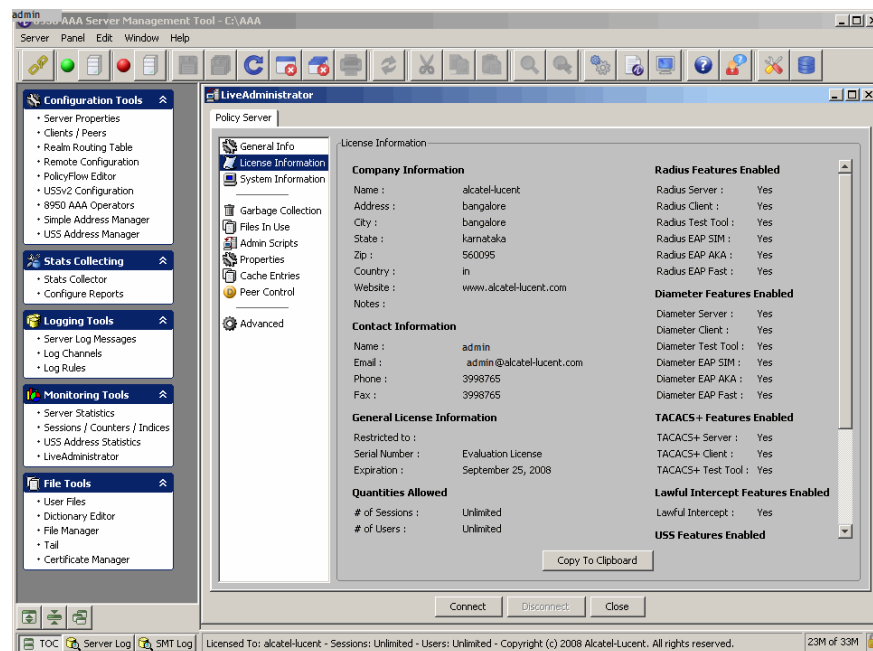 admin
8950 AAA Server Management Tool - C:\AAA
Server Panel Edit Window Help
Configuration Tools
Server Properties
Clients / Peers
Realm Routing Table
Remote Configuration
PolicyFlow Editor
USSv2 Configuration
8950 AAA Operators
Simple Address Manager
USS Address Manager
Stats Collecting
Stats Collector
Configure Reports
Logging Tools
Server Log Messages
Log Channels
Log Rules
Monitoring Tools
Server Statistics
Sessions / Counters / Indices
USS Address Statistics
LiveAdministrator
File Tools
User Files
Dictionary Editor
File Manager
Tail
Certificate Manager
LiveAdministrator
Policy Server
General Info
License Information
System Information
Garbage Collection
Files In Use
Admin Scripts
Properties
Cache Entries
Peer Control
Advanced
License Information
Company Information
Name : alcatel-lucent
Address : bangalore
City : bangalore
State : karnataka
Zip : 560095
Country : in
Website : www.alcatel-lucent.com
Notes :
Contact Information
Name : admin
Email : admin@alcatel-lucent.com
Phone : 3998765
Fax : 3998765
General License Information
Restricted to :
Serial Number : Evaluation License
Expiration : September 25, 2008
Quantities Allowed
# of Sessions : Unlimited
# of Users : Unlimited
Radius Features Enabled
Radius Server : Yes
Radius Client : Yes
Radius Test Tool : Yes
Radius EAP SIM : Yes
Radius EAP AKA : Yes
Radius EAP Fast : Yes
Diameter Features Enabled
Diameter Server : Yes
Diameter Client : Yes
Diameter Test Tool : Yes
Diameter EAP SIM : Yes
Diameter EAP AKA : Yes
Diameter EAP Fast : Yes
TACACS+ Features Enabled
TACACS+ Server : Yes
TACACS+ Client : Yes
TACACS+ Test Tool : Yes
Lawful Intercept Features Enabled
Lawful Intercept : Yes
USS Features Enabled
Copy To Clipboard
Connect Disconnect Close
TOC Server Log SMT Log Licensed To: alcatel-lucent - Sessions: Unlimited - Users: Unlimited - Copyright (c) 2008 Alcatel-Lucent. All rights reserved. 23M of 33M